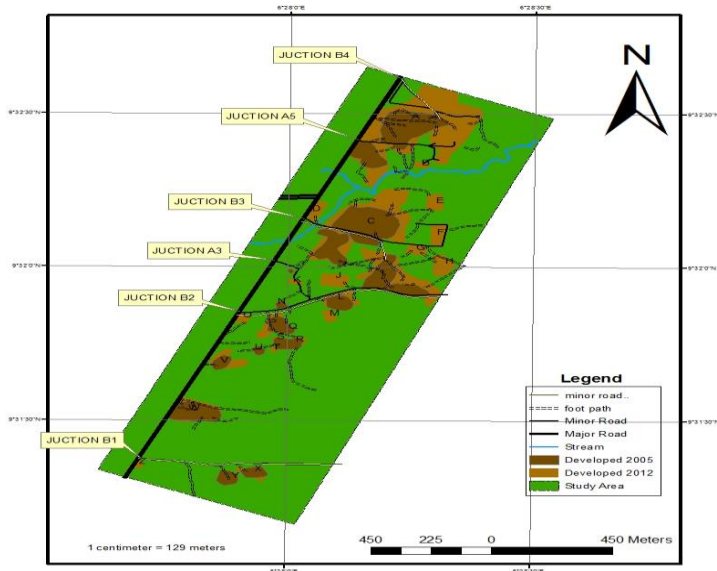 6°28'0"
6°28'30"
JUCTION B4
N
9°32'30"
9°32'30"
JUCTION A5
A
B
JUCTION B3
D
E
C
F
JUCTION A3
G
H
9°32'0"
9°32'0"
J
JUCTION B2
N
L
O
M
Q
R
U T
V
Legend
minor road..
foot path
Minor Road
Major Road
Stream
Developed 2005
Developed 2012
Study Area
9°31'30"
9°31'30"
W
JUCTION B1
Y X
450 225 0 450 Meters
1 centimeter = 129 meters